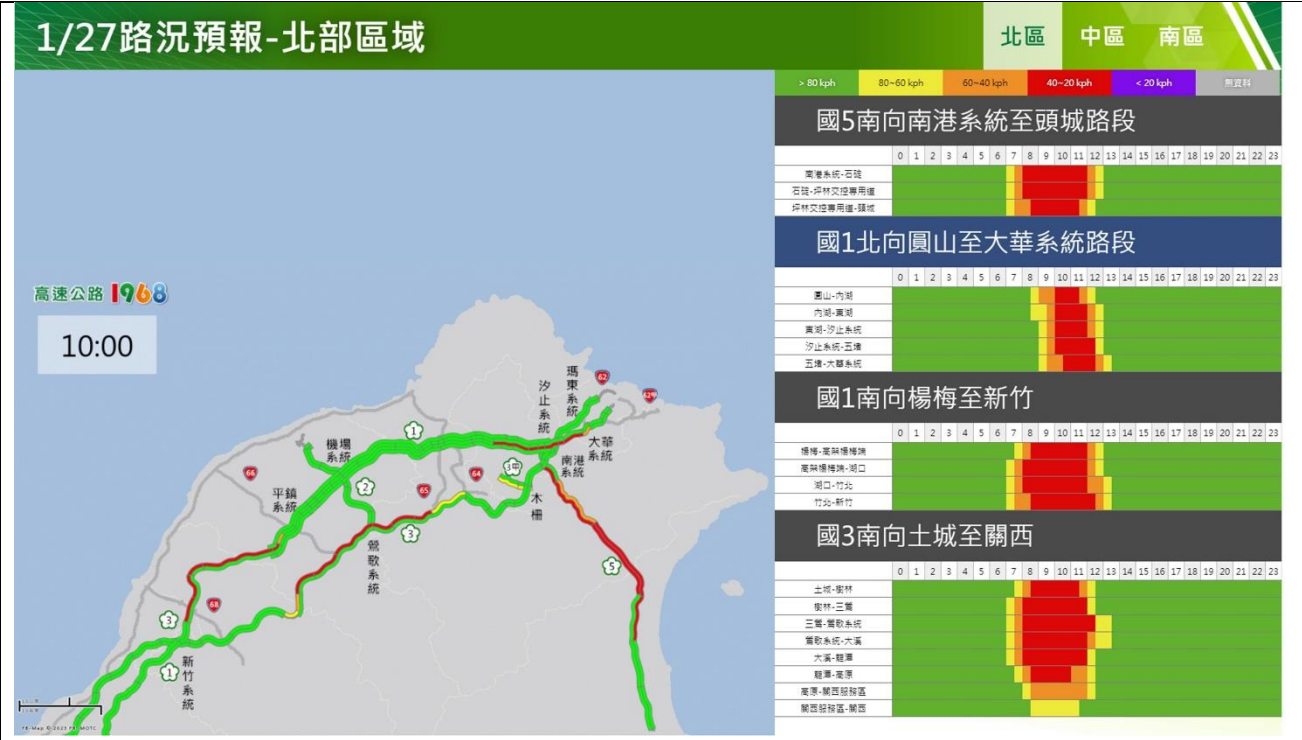 1/27路況預報-北部區域
北區 中區 南區
> 80 kph 80~60 kph 60~40 kph 40~20 kph < 20 kph 無資料
國5南向南港系統至頭城路段
0 1 2 3 4 5 6 7 8 9 10 11 12 13 14 15 16 17 18 19 20 21 22 23
南港系統-石碇
石碇-坪林交控專用道
坪林交控專用道-頭城
國1北向圓山至大華系統路段
0 1 2 3 4 5 6 7 8 9 10 11 12 13 14 15 16 17 18 19 20 21 22 23
圓山-內湖
內湖-東湖
東湖-汐止系統
汐止系統-五堵
五堵-大華系統
國1南向楊梅至新竹
0 1 2 3 4 5 6 7 8 9 10 11 12 13 14 15 16 17 18 19 20 21 22 23
楊梅-高架楊梅端
高架楊梅端-湖口
湖口-竹北
竹北-新竹
國3南向土城至關西
0 1 2 3 4 5 6 7 8 9 10 11 12 13 14 15 16 17 18 19 20 21 22 23
土城-樹林
樹林-三鶯
三鶯-鶯歌系統
鶯歌系統-大溪
大溪-龍潭
龍潭-高原
高原-關西服務區
關西服務區-關西
高速公路 1968
10:00
瑪東系統
62
62甲
汐止系統
1
大華系統
機場系統
南港系統
3甲
64
66
2
65
平鎮系統
木柵
3
鶯歌系統
5
68
3
1
新竹系統